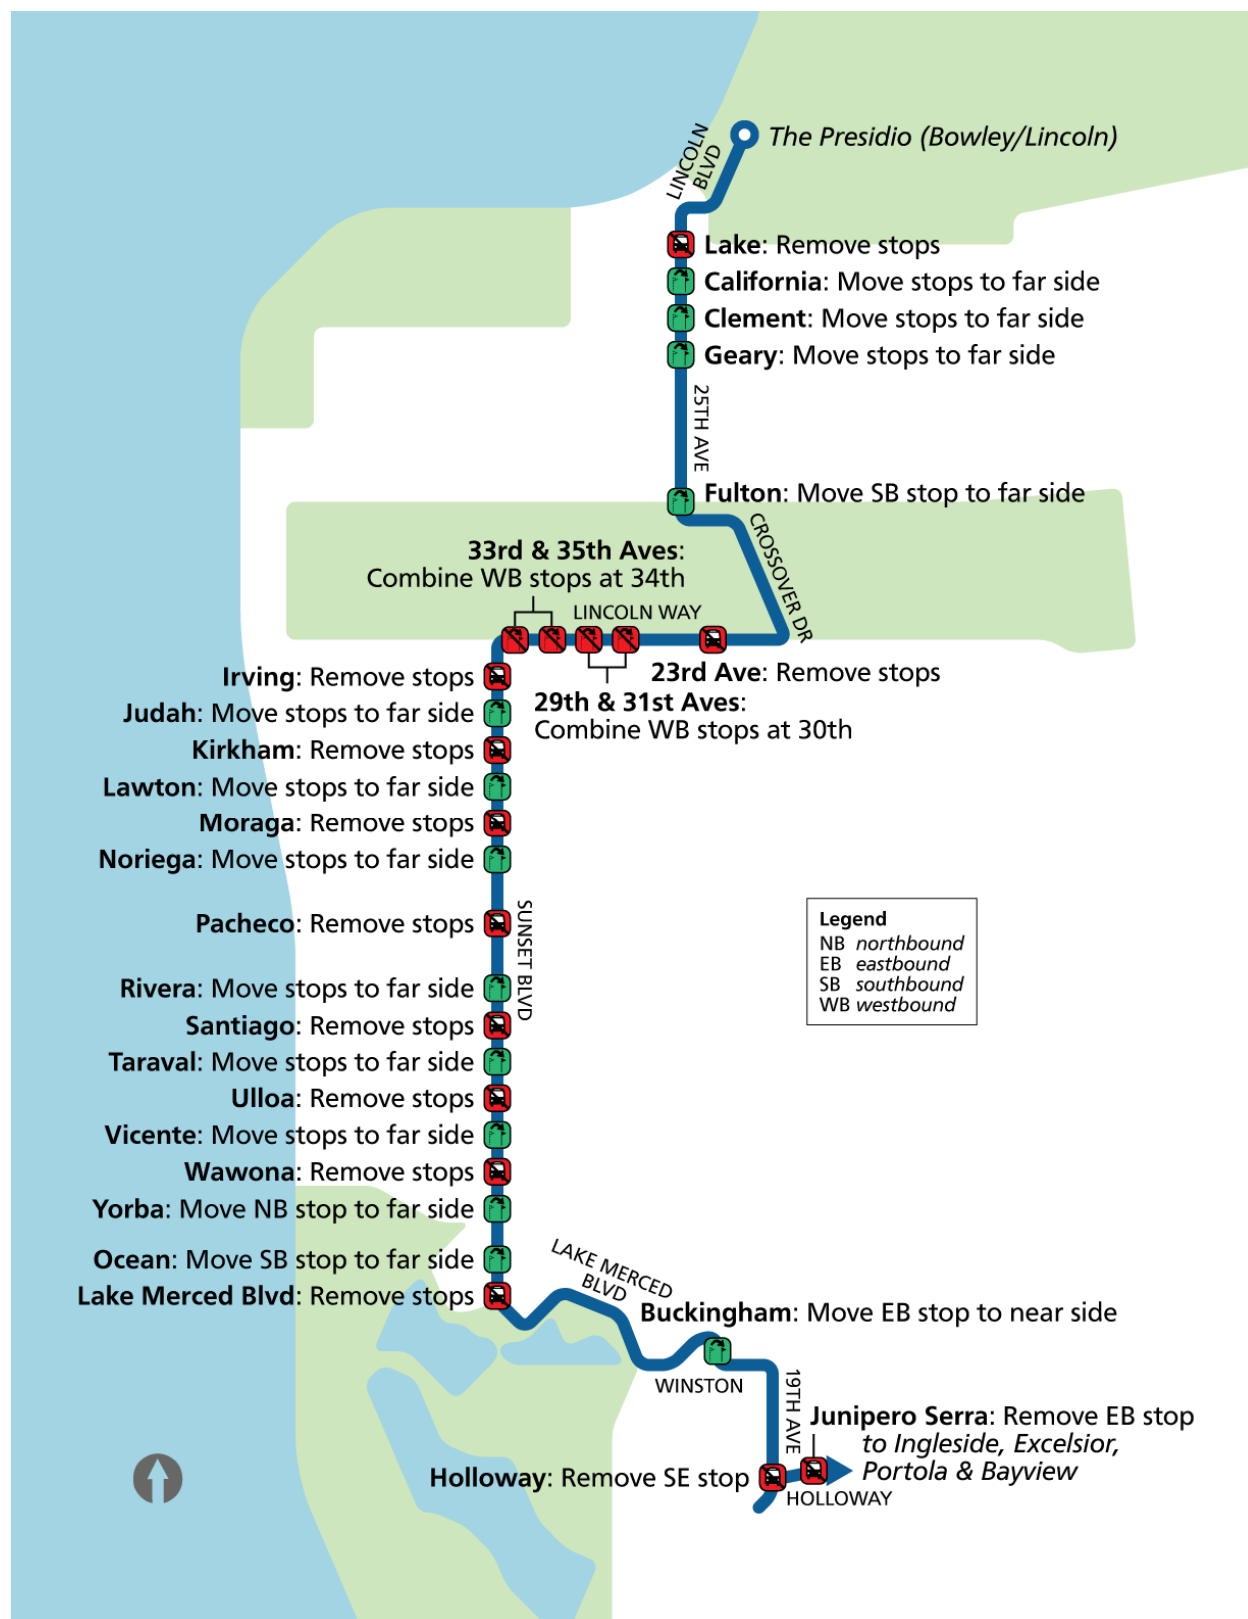 LINCOLN
BLVD
The Presidio (Bowley/Lincoln)
Lake: Remove stops
California: Move stops to far side
Clement: Move stops to far side
Geary: Move stops to far side
25TH AVE
Fulton: Move SB stop to far side
CROSSOVER DR
33rd & 35th Aves:
Combine WB stops at 34th
LINCOLN WAY
23rd Ave: Remove stops
29th & 31st Aves:
Combine WB stops at 30th
Irving: Remove stops
Judah: Move stops to far side
Kirkham: Remove stops
Lawton: Move stops to far side
Moraga: Remove stops
Noriega: Move stops to far side
Pacheco: Remove stops
SUNSET BLVD
Rivera: Move stops to far side
Santiago: Remove stops
Taraval: Move stops to far side
Ulloa: Remove stops
Vicente: Move stops to far side
Wawona: Remove stops
Yorba: Move NB stop to far side
Ocean: Move SB stop to far side
Lake Merced Blvd: Remove stops
Legend
NB northbound
EB eastbound
SB southbound
WB westbound
LAKE MERCED
BLVD
Buckingham: Move EB stop to near side
WINSTON
19TH AVE
Junipero Serra: Remove EB stop
to Ingleside, Excelsior,
Portola & Bayview
Holloway: Remove SE stop
HOLLOWAY